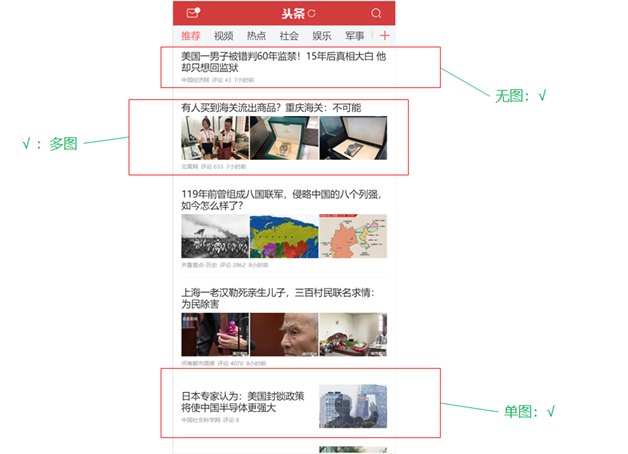 头条
推荐 视频 热点 社会 娱乐 军事 +
美国一男子被错判60年监禁！15年后真相大白 他
却只想回监狱
中国经济网 评论 41 7小时前
无图：√
有人买到海关流出商品？重庆海关：不可能
√ ：多图
北青网 评论 633 7小时前
119年前曾组成八国联军，侵略中国的八个列强，
如今怎么样了？
齐鲁壹点-历史 评论 2862 8小时前
上海一老汉勒死亲生儿子，三百村民联名求情：
为民除害
河南都市频道 评论 4078 8小时前
日本专家认为：美国封锁政策
将使中国半导体更强大
中国社会科学网 评论 8
单图：√